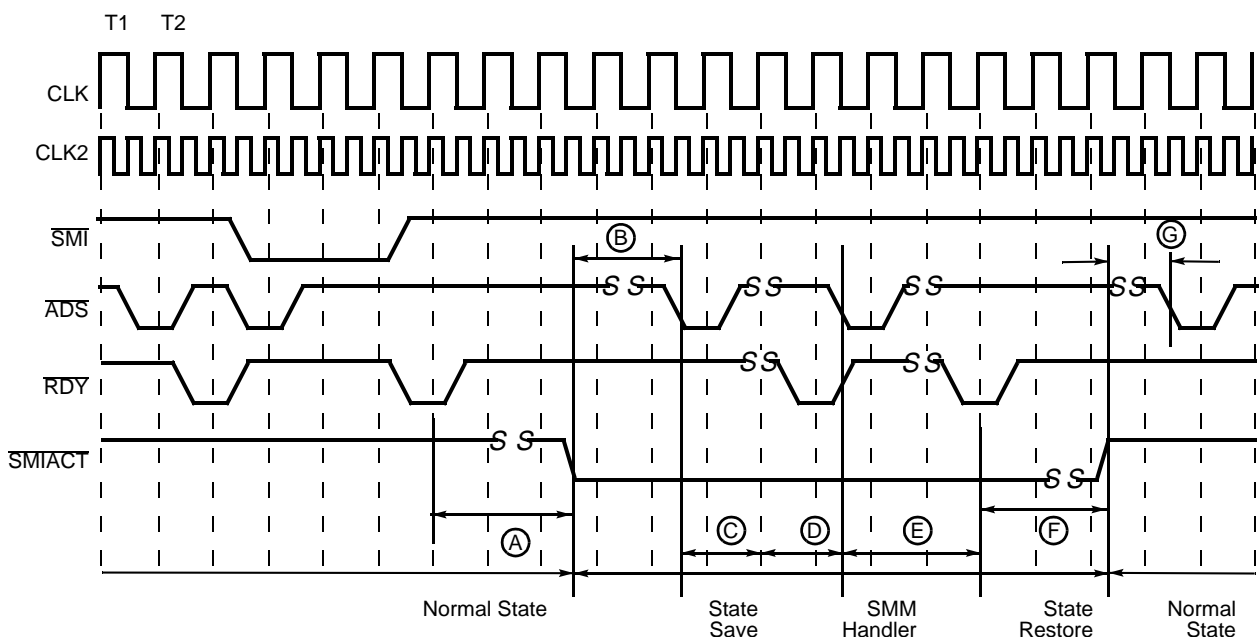 T1 T2
CLK
CLK2
SMI
B
G
ADS
S S S S S S S S
RDY
S S S S
SMIACT
S S
S S
A
C
D
E
F
Normal State
State
Save
SMM
Handler
State
Restore
Normal
State